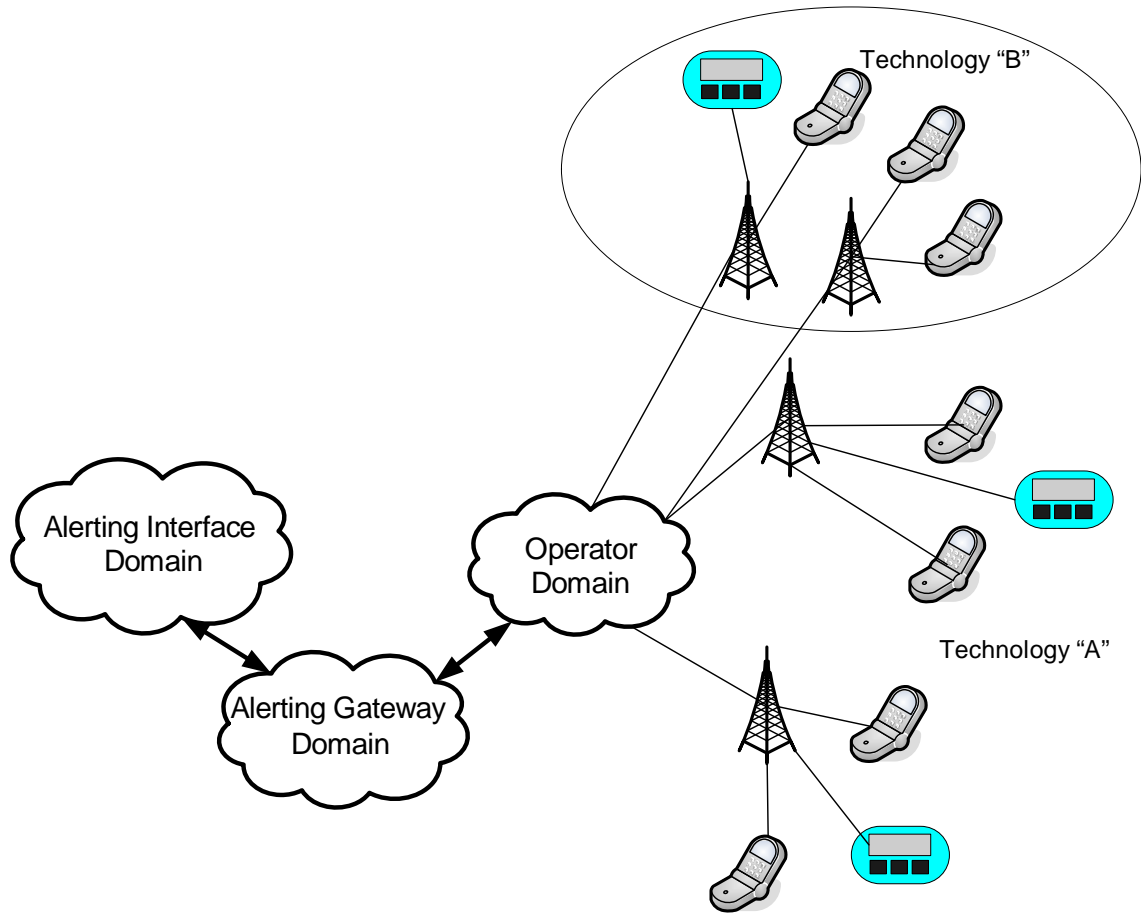 Technology “B”
Alerting Interface
Domain
Operator
Domain
Technology “A”
Alerting Gateway
Domain